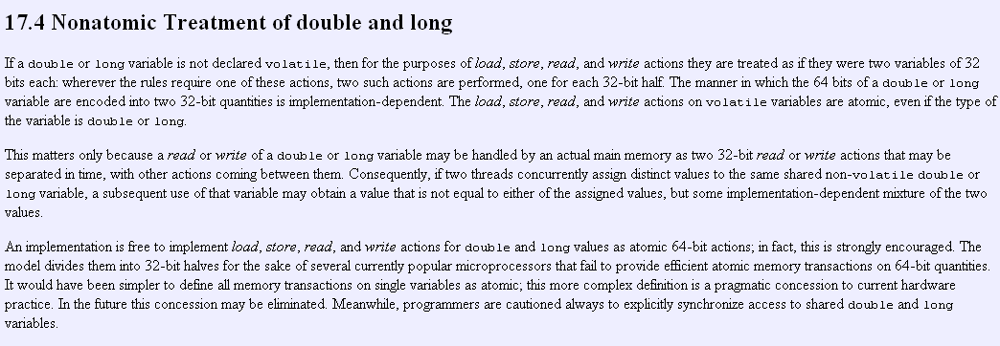 17.4 Nonatomic Treatment of double and long
If a double or long variable is not declared volatile, then for the purposes of load, store, read, and write actions they are treated as if they were two variables of 32
bits each: wherever the rules require one of these actions, two such actions are performed, one for each 32-bit half. The manner in which the 64 bits of a double or long
variable are encoded into two 32-bit quantities is implementation-dependent. The load, store, read, and write actions on volatile variables are atomic, even if the type of
the variable is double or long.
This matters only because a read or write of a double or long variable may be handled by an actual main memory as two 32-bit read or write actions that may be
separated in time, with other actions coming between them. Consequently, if two threads concurrently assign distinct values to the same shared non-volatile double or
long variable, a subsequent use of that variable may obtain a value that is not equal to either of the assigned values, but some implementation-dependent mixture of the two
values.
An implementation is free to implement load, store, read, and write actions for double and long values as atomic 64-bit actions; in fact, this is strongly encouraged. The
model divides them into 32-bit halves for the sake of several currently popular microprocessors that fail to provide efficient atomic memory transactions on 64-bit quantities.
It would have been simpler to define all memory transactions on single variables as atomic; this more complex definition is a pragmatic concession to current hardware
practice. In the future this concession may be eliminated. Meanwhile, programmers are cautioned always to explicitly synchronize access to shared double and long
variables.